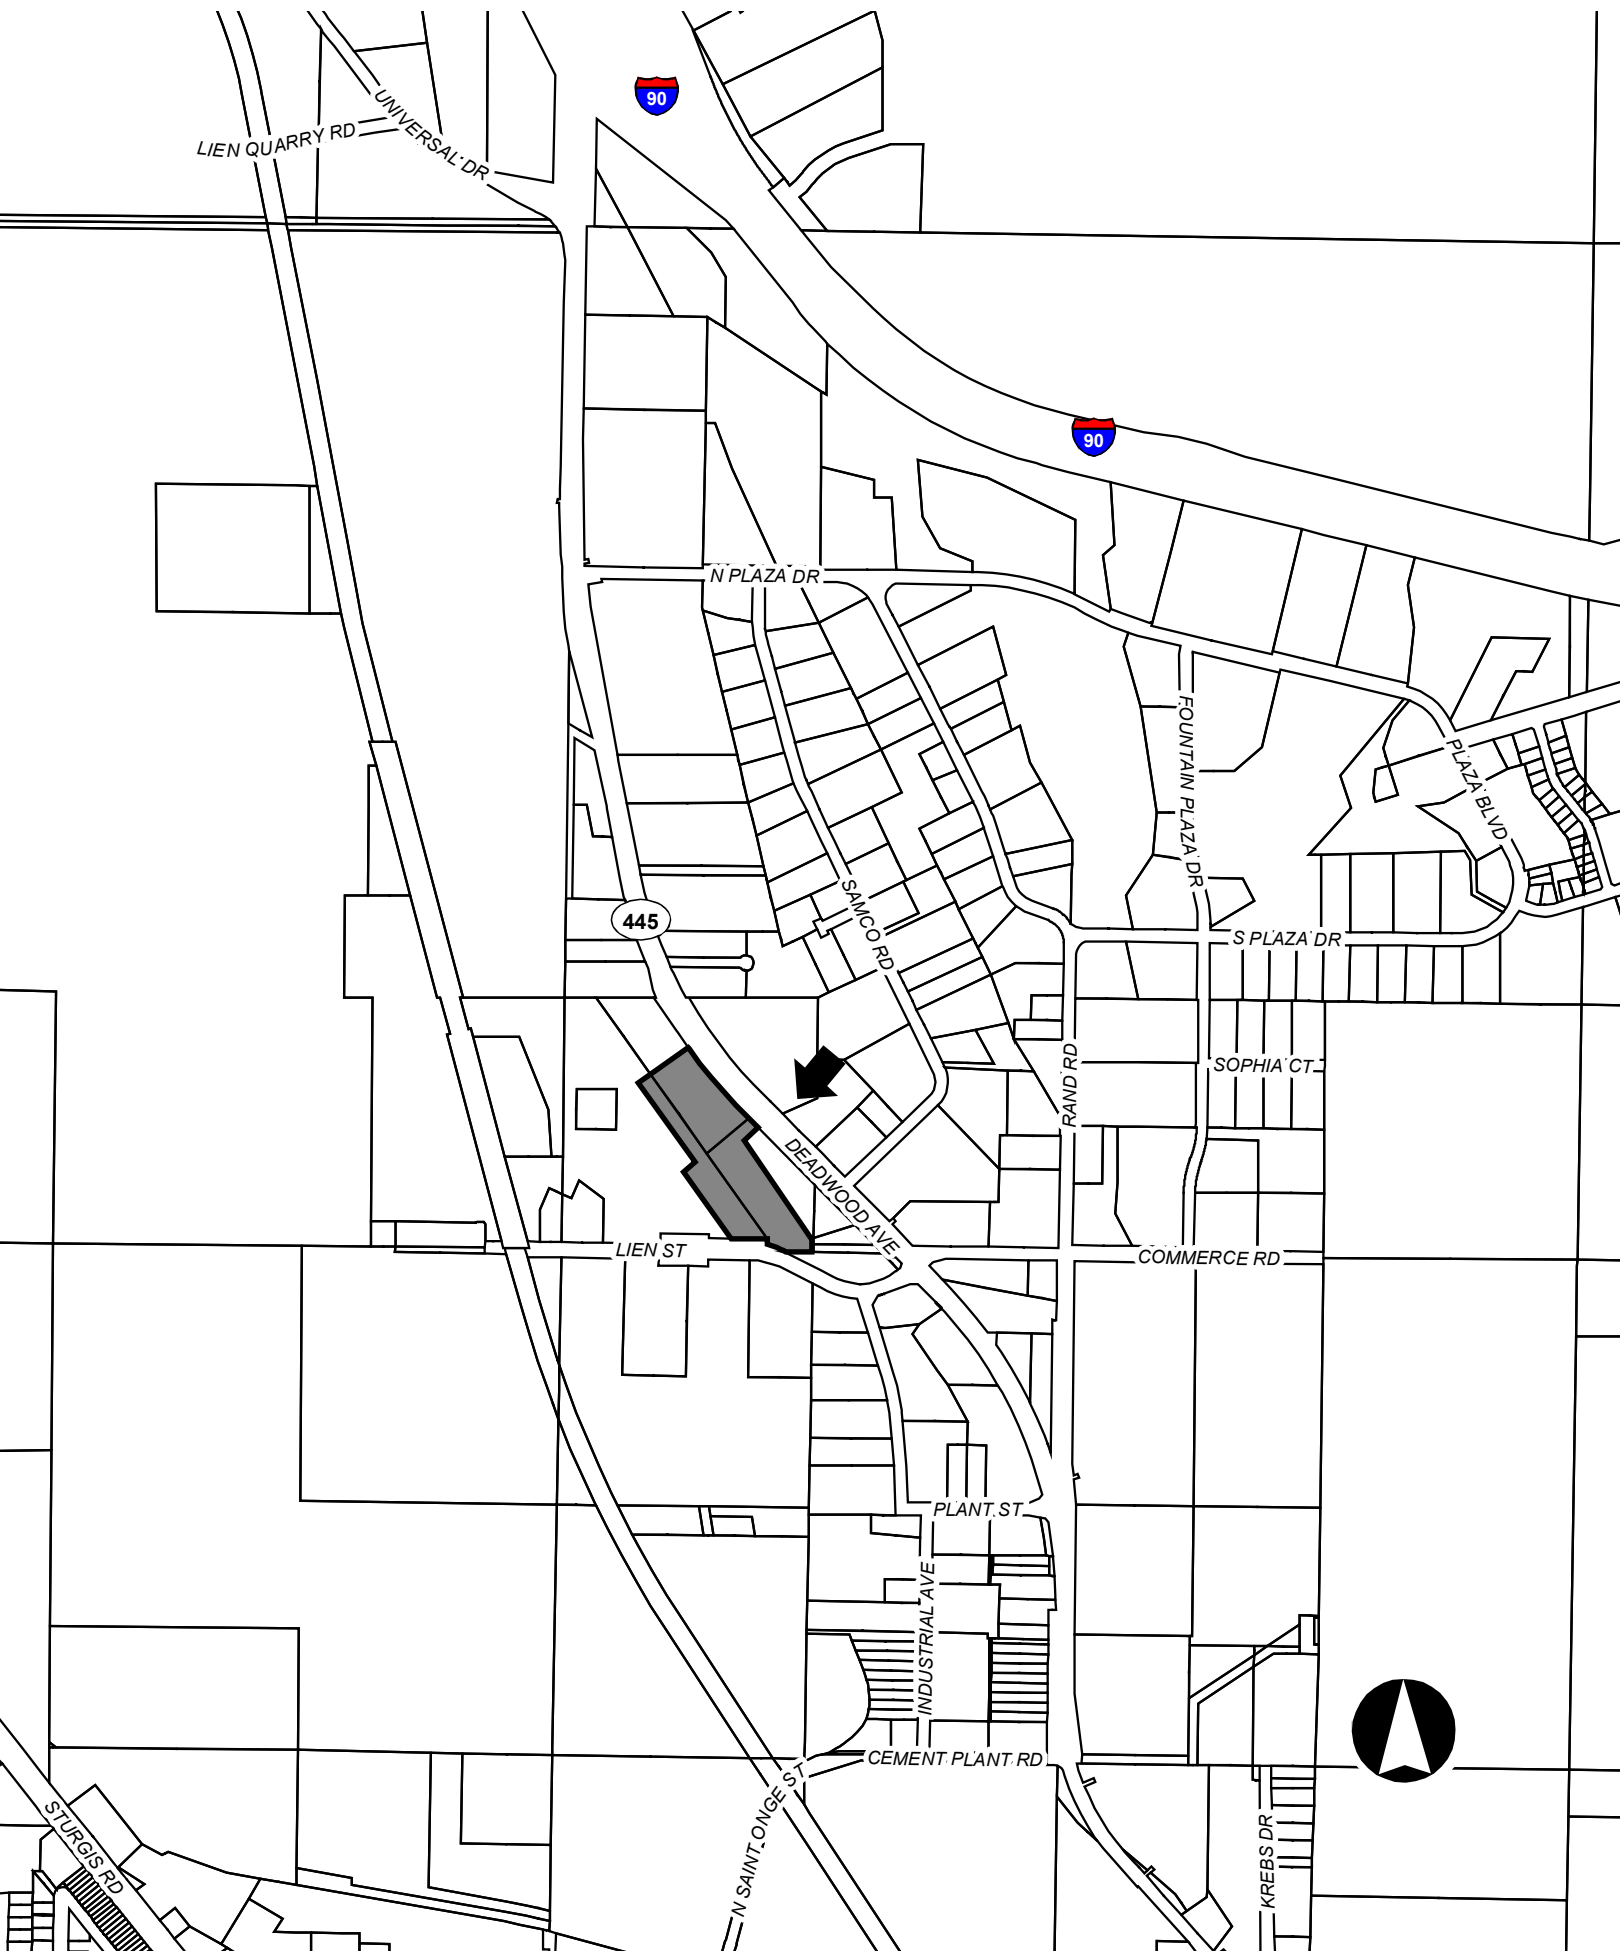 90
UNIVERSAL DR
LIEN QUARRY RD
90
N PLAZA DR
FOUNTAIN PLAZA DR
PLAZA BLVD
SAMCO RD
445
S PLAZA DR
RAND RD
SOPHIA CT
DEADWOOD AVE
LIEN ST
COMMERCE RD
PLANT ST
INDUSTRIAL AVE
CEMENT PLANT RD
N SAINT ONGE ST
STURGIS RD
KREBS DR